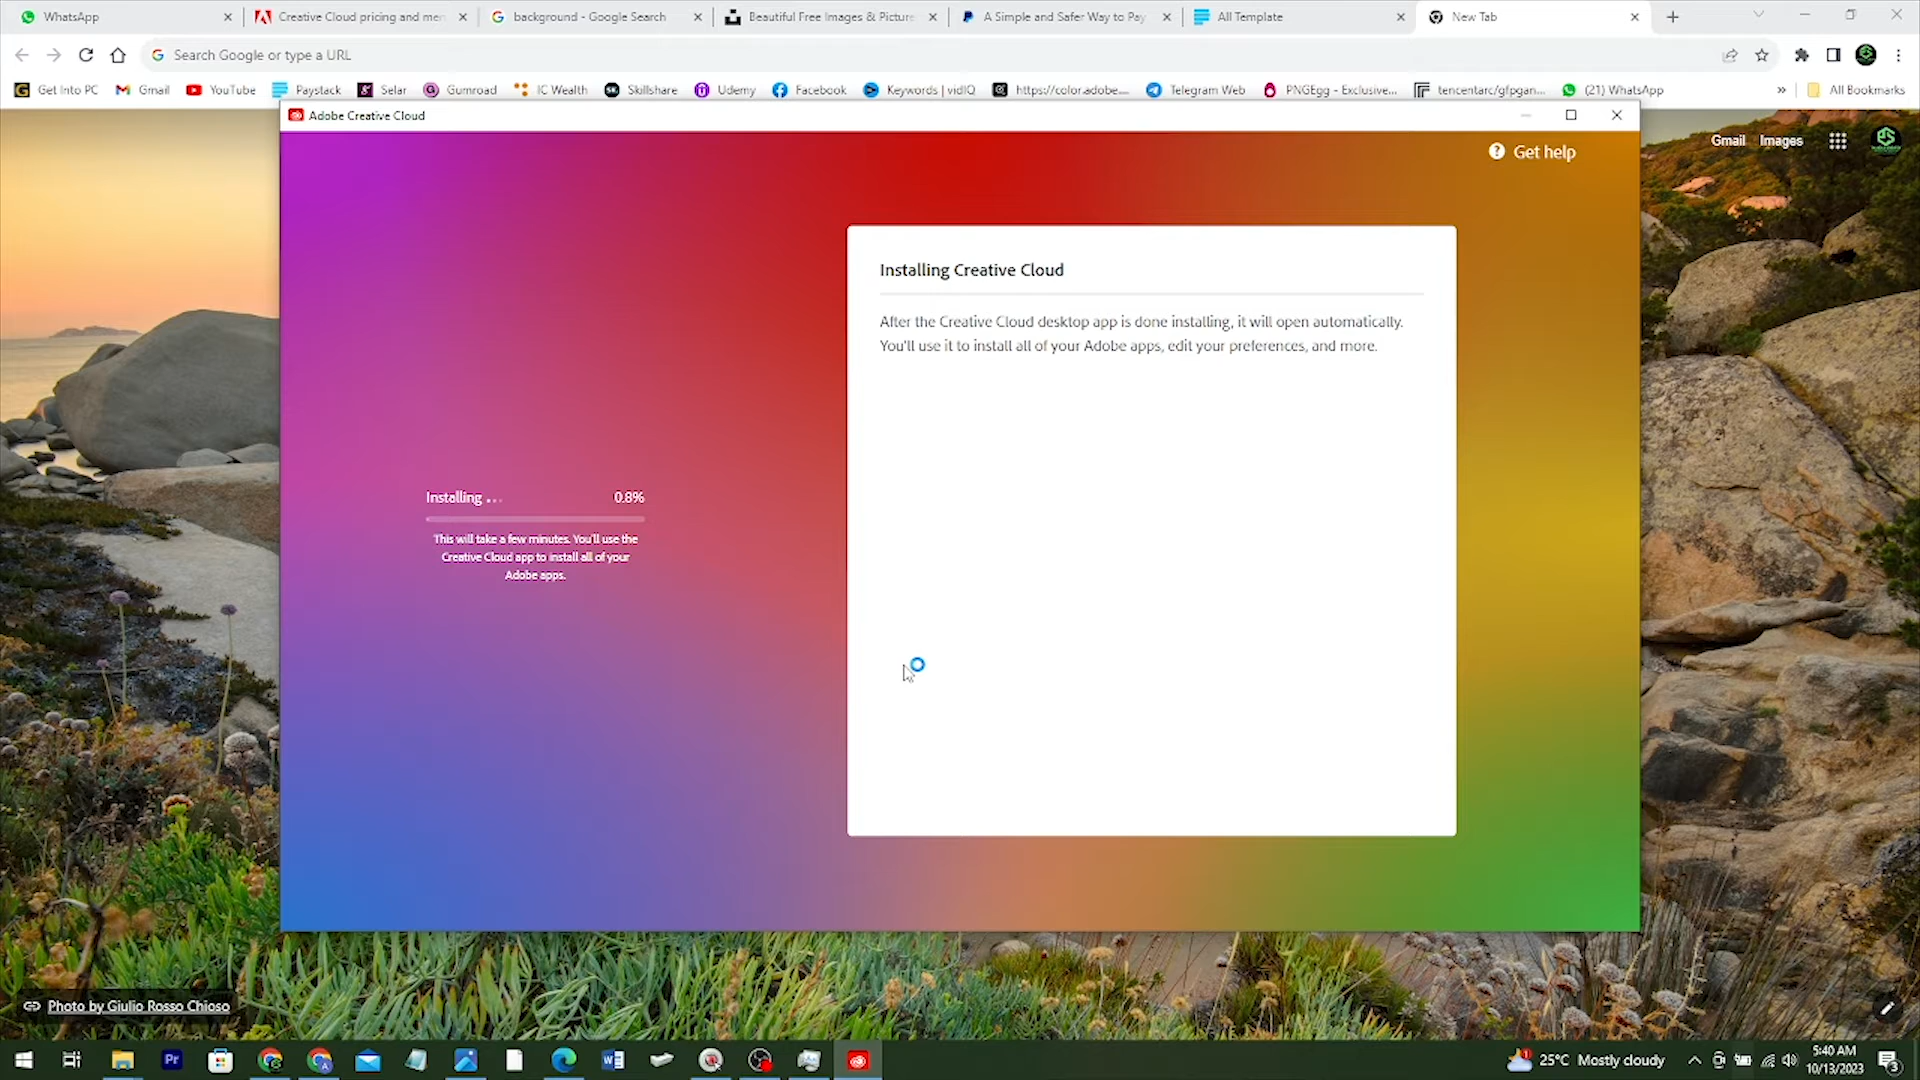 WhatsApp
Creative Cloud pricing and mem
background - Google Search
Beautiful Free Images & Picture
A Simple and Safer Way to Pay
All Template
New Tab
Search Google or type a URL
Get Into PC
Gmail
YouTube
Paystack
Selar
Gumroad
IC Wealth
Skillshare
Udemy
Facebook
Keywords | vidIQ
https://color.adobe....
Telegram Web
PNGEgg - Exclusive...
tencentarc/gfpgan...
(21) WhatsApp
All Bookmarks
Adobe Creative Cloud
Gmail
Images
Get help
Installing Creative Cloud
After the Creative Cloud desktop app is done installing, it will open automatically.
You'll use it to install all of your Adobe apps, edit your preferences, and more.
Installing ...
0.8%
This will take a few minutes. You'll use the
Creative Cloud app to install all of your
Adobe apps.
Photo by Giulio Rosso Chioso
Pr
25°C Mostly cloudy
5:40 AM
10/13/2023
3